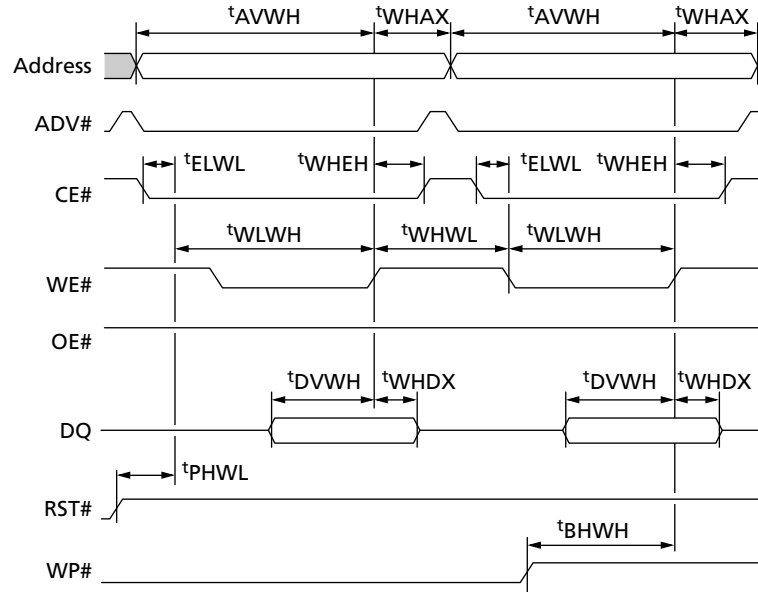 tAVWH tWHAX tAVWH tWHAX
Address
ADV#
tELWL tWHEH tELWL tWHEH
CE#
tWLWH tWHWL tWLWH
WE#
OE#
tDVWH tWHDX tDVWH tWHDX
DQ
tPHWL
RST#
tBHWH
WP#